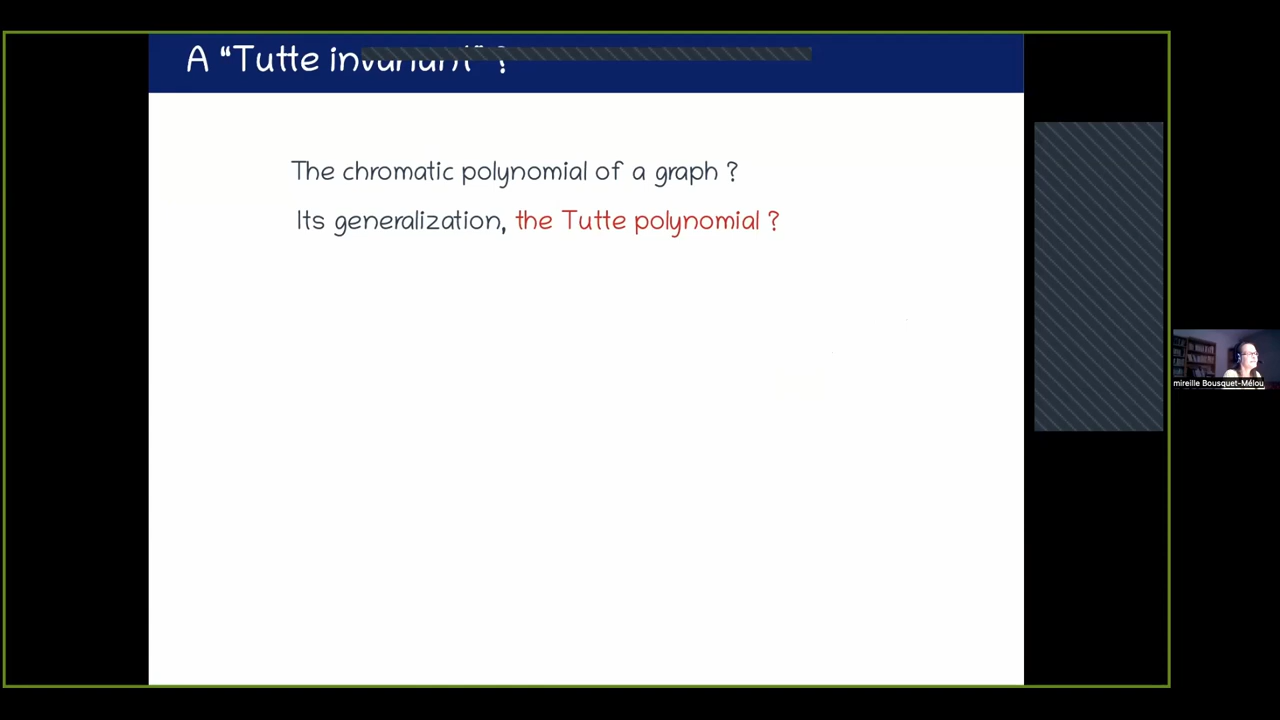 A “Tutte invariant” ?
The chromatic polynomial of a graph ?
Its generalization, the Tutte polynomial ?
mireille Bousquet-Mélou